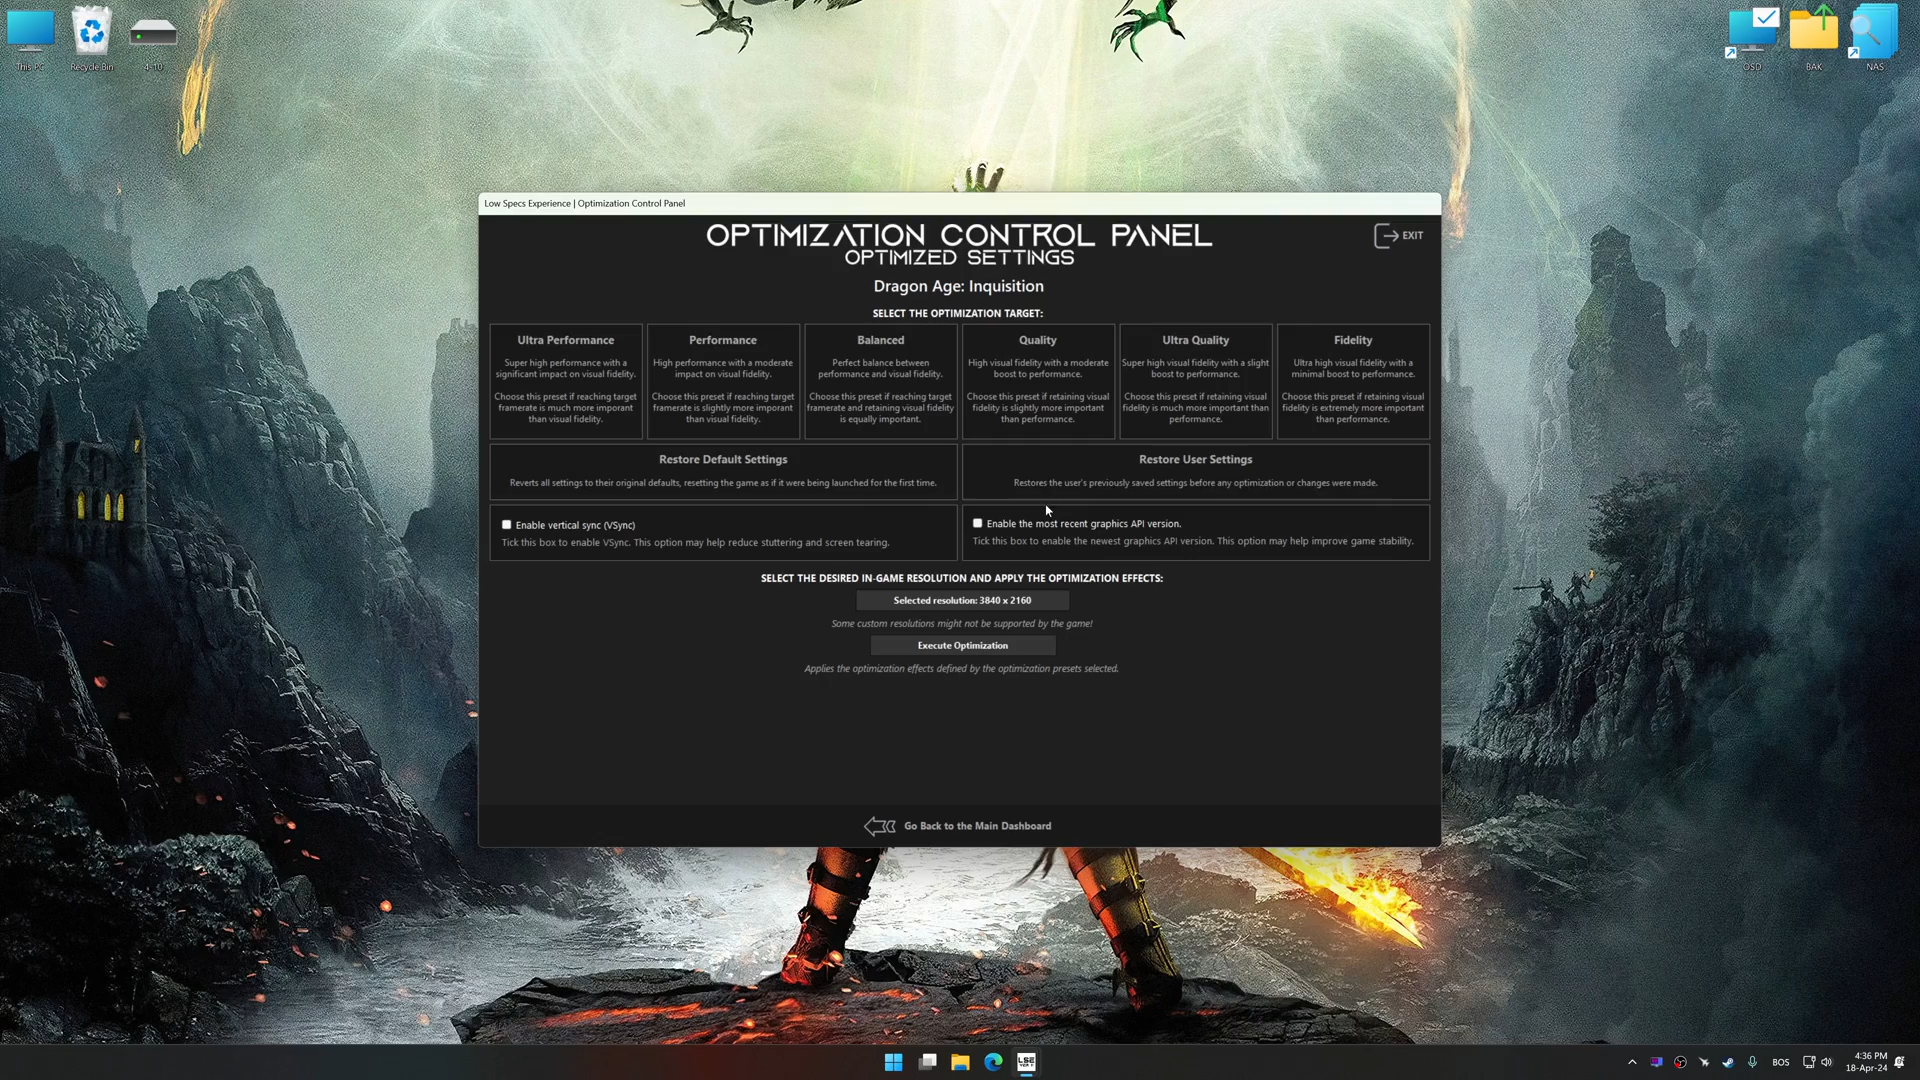 This PC
Recycle Bin
4-10
OSD
BAK
NAS
Low Specs Experience | Optimization Control Panel
OPTIMIZATION CONTROL PANEL
OPTIMIZED SETTINGS
EXIT
Dragon Age: Inquisition
SELECT THE OPTIMIZATION TARGET:
Ultra Performance
Super high performance with a
significant impact on visual fidelity.
Choose this preset if reaching target
framerate is much more imporant
than visual fidelity.
Performance
High performance with a moderate
impact on visual fidelity.
Choose this preset if reaching target
framerate is slightly more imporant
than visual fidelity.
Balanced
Perfect balance between
performance and visual fidelity.
Choose this preset if reaching target
framerate and retaining visual fidelity
is equally important.
Quality
High visual fidelity with a moderate
boost to performance.
Choose this preset if retaining visual
fidelity is slightly more important
than performance.
Ultra Quality
Super high visual fidelity with a slight
boost to performance.
Choose this preset if retaining visual
fidelity is much more important than
performance.
Fidelity
Ultra high visual fidelity with a
minimal boost to performance.
Choose this preset if retaining visual
fidelity is extremely more important
than performance.
Restore Default Settings
Reverts all settings to their original defaults, resetting the game as if it were being launched for the first time.
Restore User Settings
Restores the user's previously saved settings before any optimization or changes were made.
Enable vertical sync (VSync)
Tick this box to enable VSync. This option may help reduce stuttering and screen tearing.
Enable the most recent graphics API version.
Tick this box to enable the newest graphics API version. This option may help improve game stability.
SELECT THE DESIRED IN-GAME RESOLUTION AND APPLY THE OPTIMIZATION EFFECTS:
Selected resolution: 3840 x 2160
Some custom resolutions might not be supported by the game!
Execute Optimization
Applies the optimization effects defined by the optimization presets selected.
Go Back to the Main Dashboard
LSE
BOS
4:36 PM
18-Apr-24